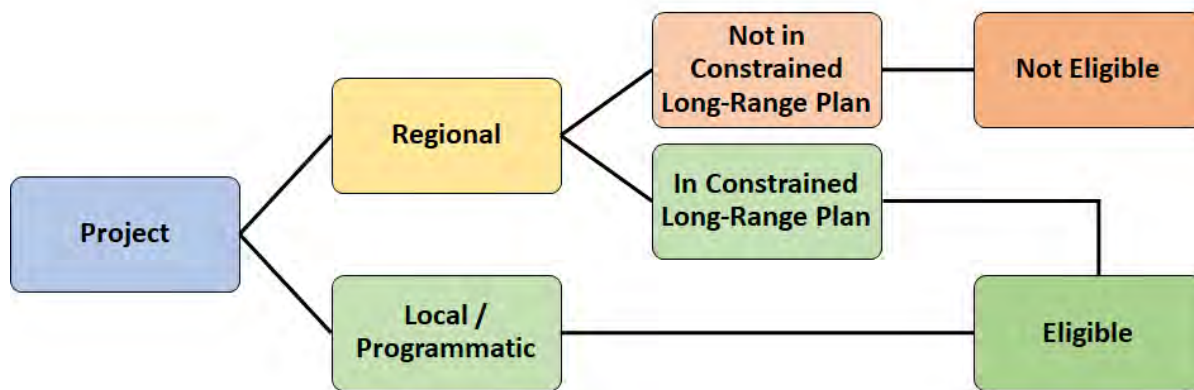 Project
Regional
Local /
Programmatic
Not in
Constrained
Long-Range Plan
In Constrained
Long-Range Plan
Not Eligible
Eligible